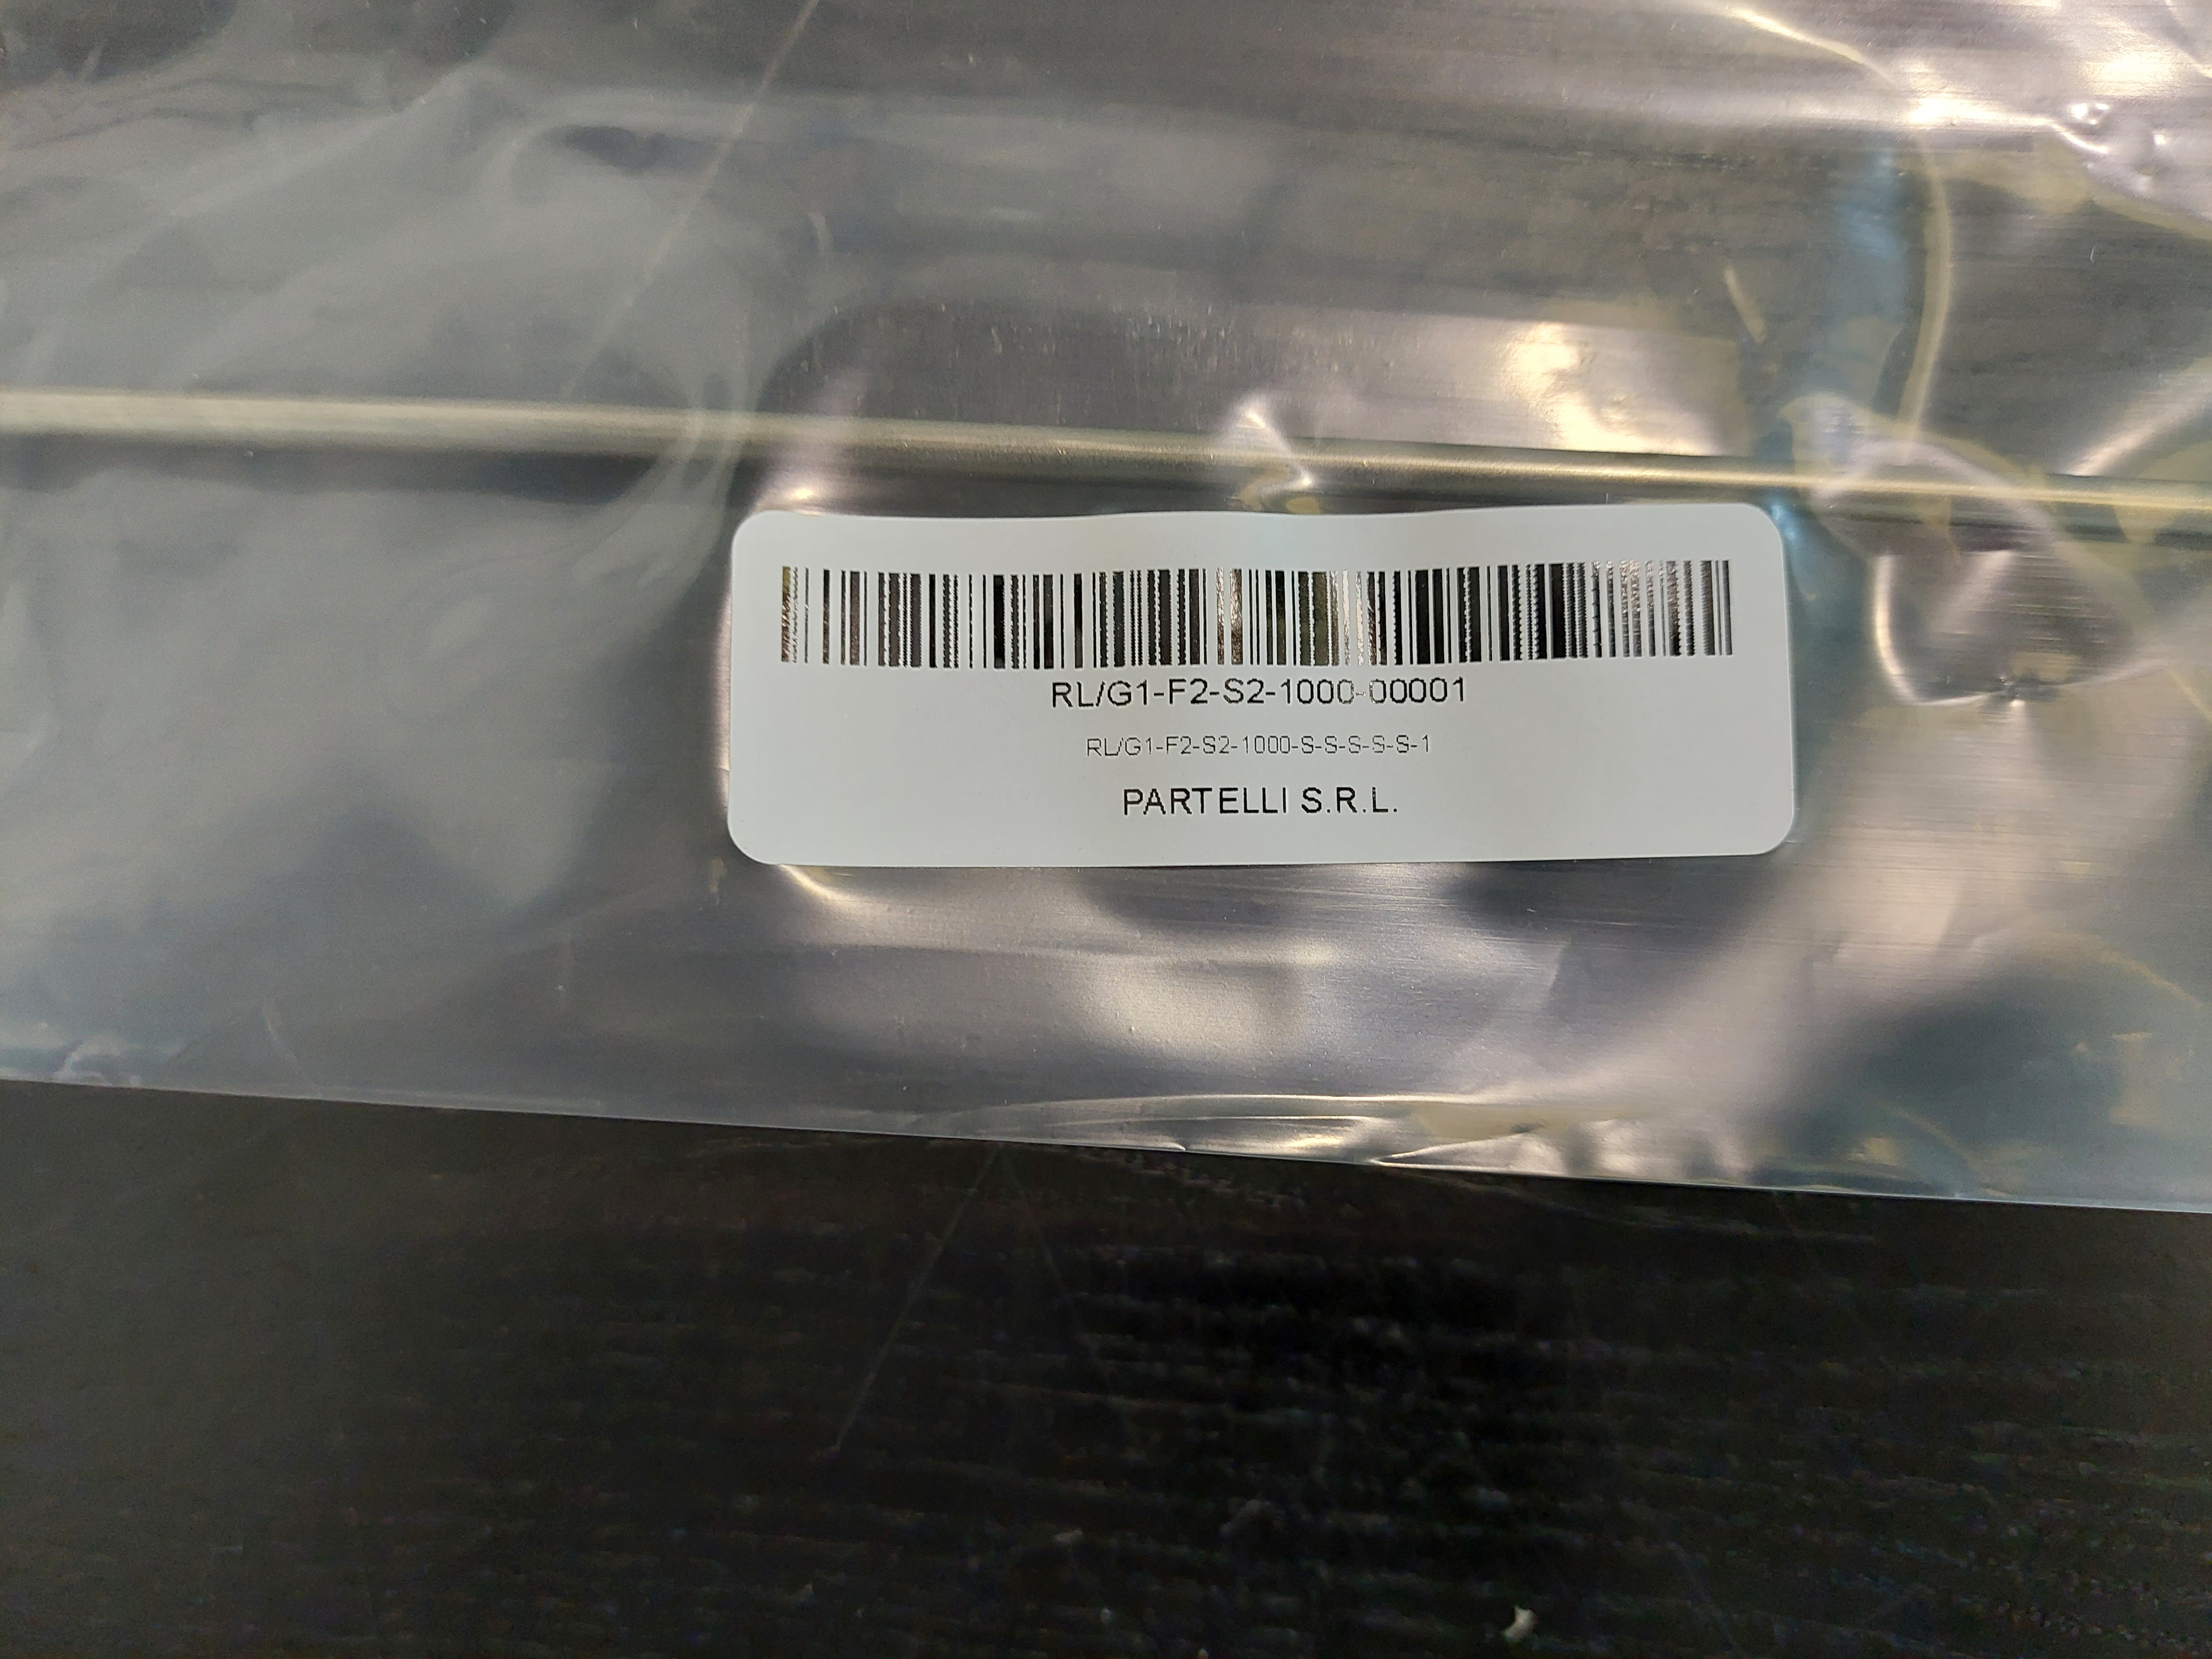 RL/G1-F2-S2-1000-00001
RL/G1-F2-S2-1000-S-S-S-S-S-1
PARTELLI S.R.L.